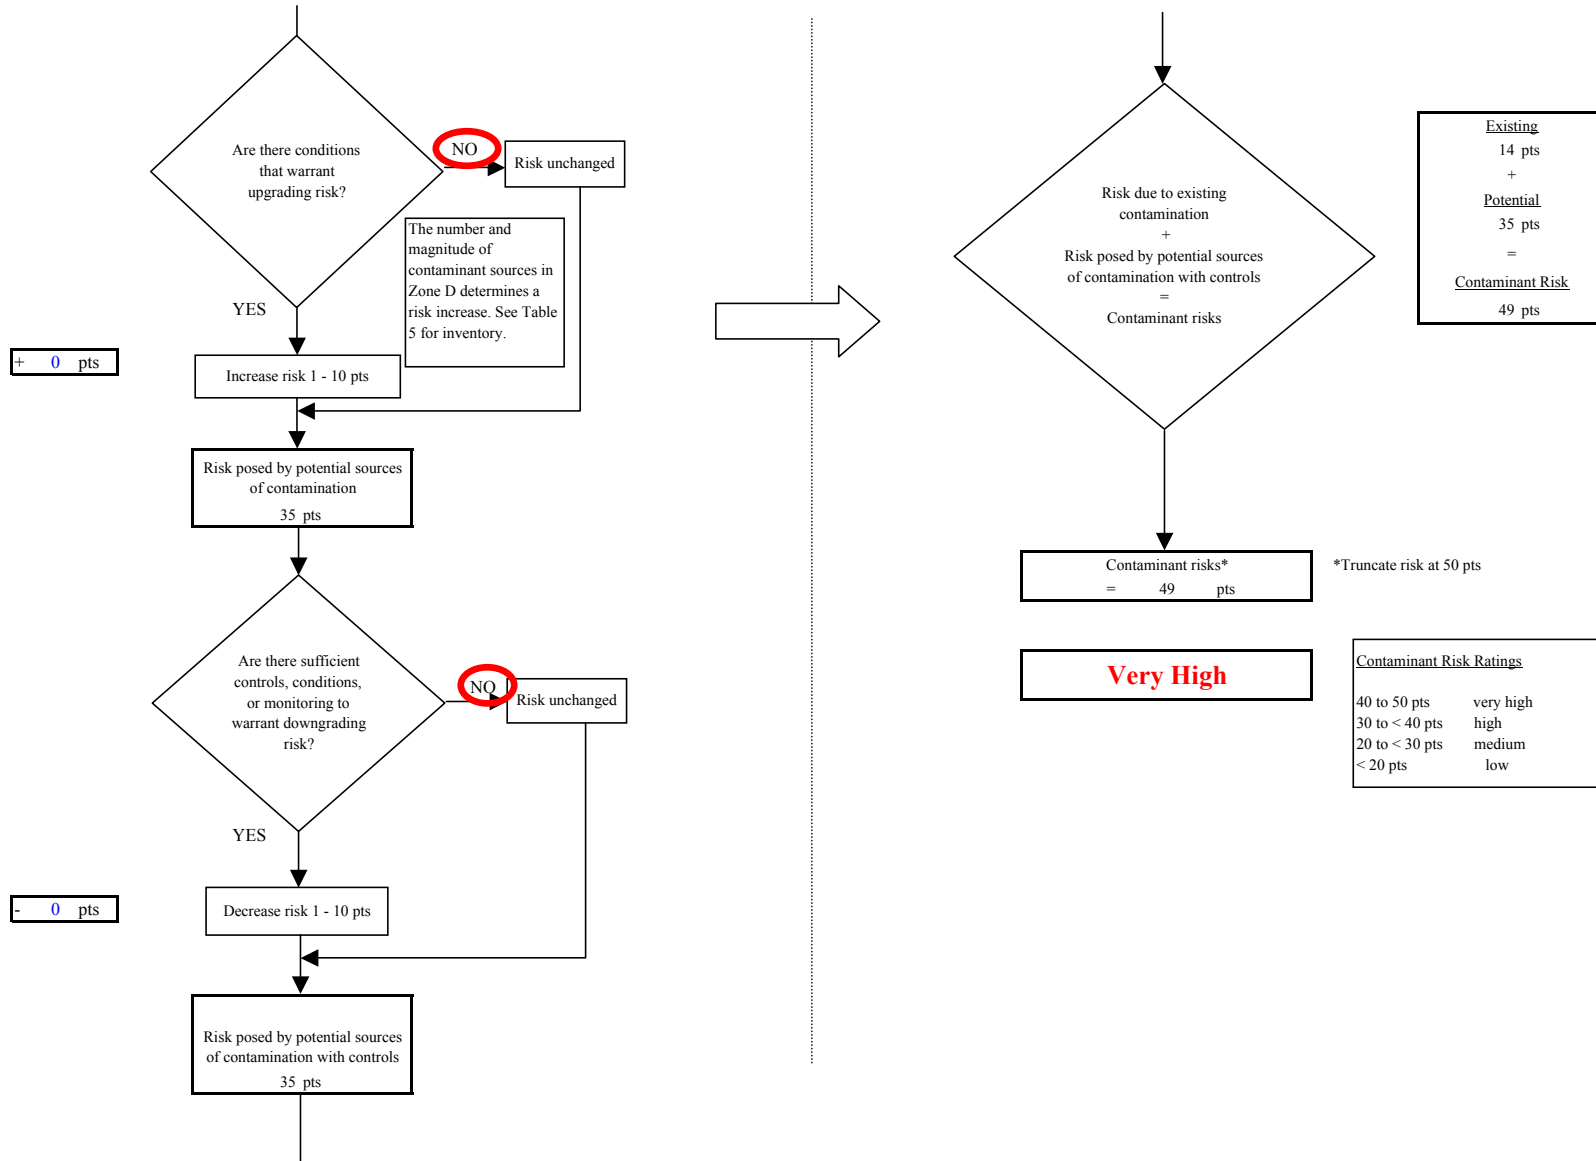 Are there conditions
that warrant
upgrading risk?
NO
Risk unchanged
The number and
magnitude of
contaminant sources in
Zone D determines a
risk increase. See Table
5 for inventory.
YES
+ 0 pts
Increase risk 1 - 10 pts
Risk posed by potential sources
of contamination
35 pts
Are there sufficient
controls, conditions,
or monitoring to
warrant downgrading
risk?
NO
Risk unchanged
YES
- 0 pts
Decrease risk 1 - 10 pts
Risk posed by potential sources
of contamination with controls
35 pts
Risk due to existing
contamination
+
Risk posed by potential sources
of contamination with controls
=
Contaminant risks
Existing
14 pts
+
Potential
35 pts
=
Contaminant Risk
49 pts
Contaminant risks*
= 49 pts
*Truncate risk at 50 pts
Very High
Contaminant Risk Ratings
40 to 50 pts very high
30 to < 40 pts high
20 to < 30 pts medium
< 20 pts low